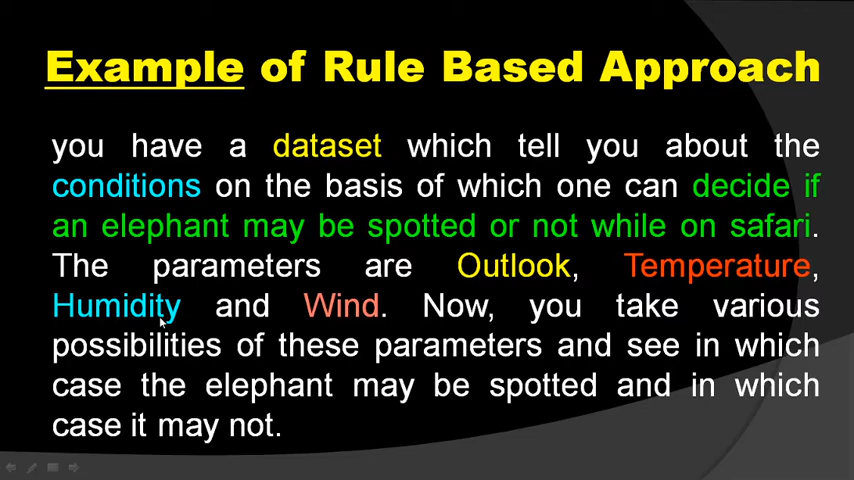 Example of Rule Based Approach
you have a dataset which tell you about the
conditions on the basis of which one can decide if
an elephant may be spotted or not while on safari.
The parameters are Outlook, Temperature,
Humidity and Wind. Now, you take various
possibilities of these parameters and see in which
case the elephant may be spotted and in which
case it may not.